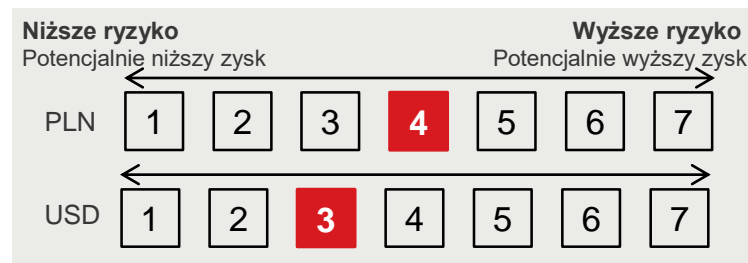 Niższe ryzyko Wyższe ryzyko
Potencjalnie niższy zysk Potencjalnie wyższy zysk
PLN 1 2 3 4 5 6 7
USD 1 2 3 4 5 6 7